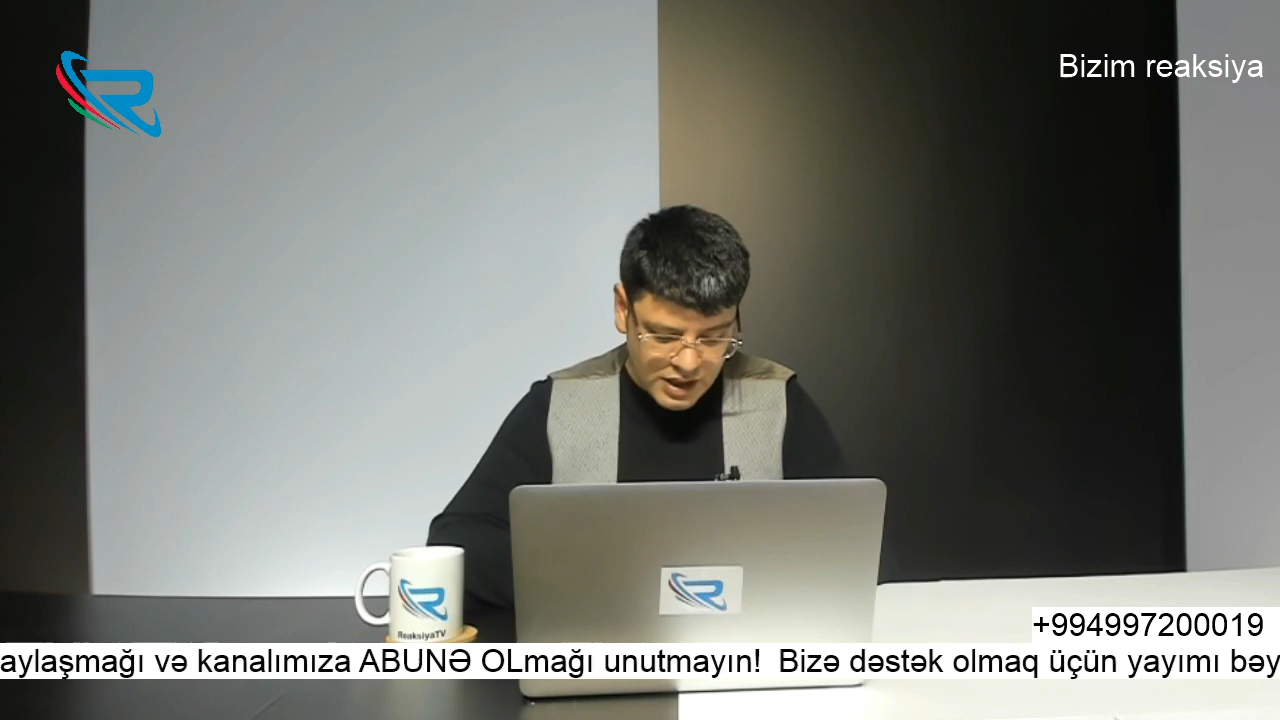 Bizim reaksiya
ReaksiyaTV
+994997200019
aylaşmağı və kanalımıza ABUNƏ OLmağı unutmayın! Bizə dəstək olmaq üçün yayımı bəy